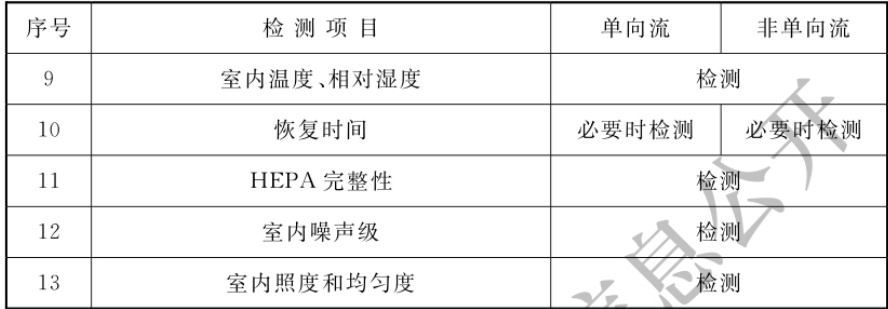 序号 检测项目 单向流 非单向流
9 室内温度、相对湿度 检测
10 恢复时间 必要时检测 必要时检测
11 HEPA 完整性 检测
12 室内噪声级 检测
13 室内照度和均匀度 检测
息公开